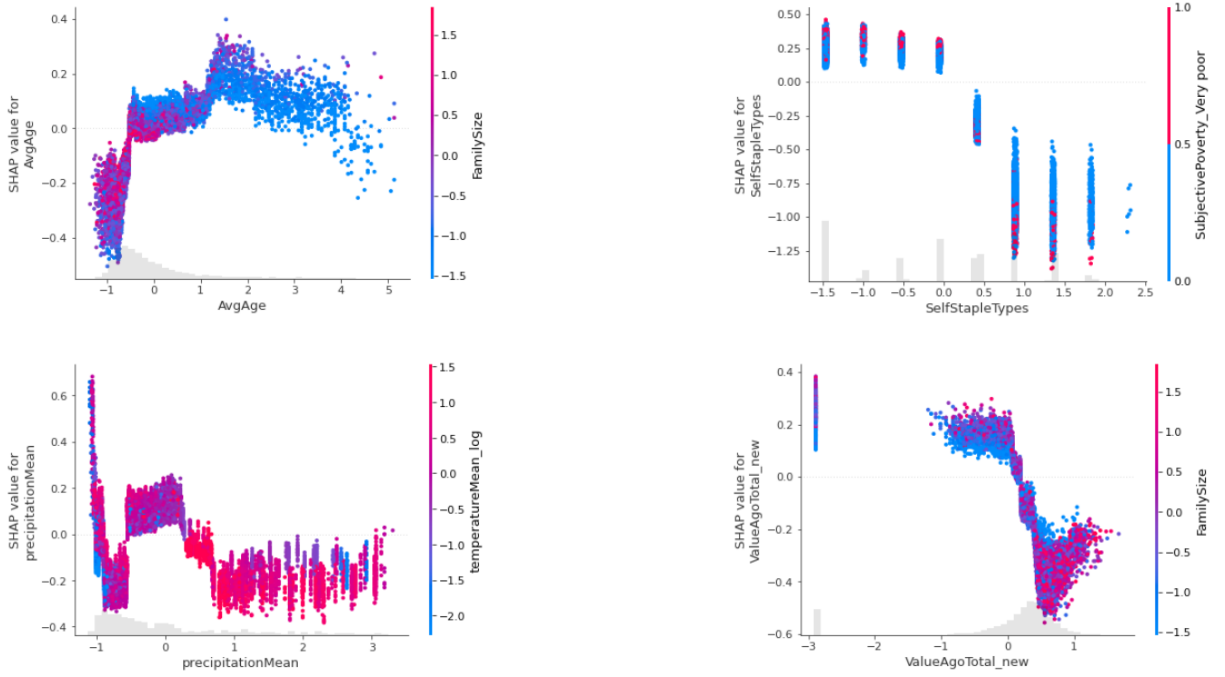 0.4
0.2
0.0
−0.2
−0.4
SHAP value for
AvgAge
−1 0 1 2 3 4 5
AvgAge
1.5
1.0
0.5
0.0
−0.5
−1.0
−1.5
FamilySize
0.50
0.25
0.00
−0.25
−0.50
−0.75
−1.00
−1.25
SHAP value for
SelfStapleTypes
−1.5 −1.0 −0.5 0.0 0.5 1.0 1.5 2.0 2.5
SelfStapleTypes
1.0
0.5
0.0
SubjectivePoverty_Very poor
0.6
0.4
0.2
0.0
−0.2
−0.4
SHAP value for
precipitationMean
−1 0 1 2 3
precipitationMean
1.5
1.0
0.5
0.0
−0.5
−1.0
−1.5
−2.0
temperatureMean_log
0.4
0.2
0.0
−0.2
−0.4
−0.6
SHAP value for
ValueAgoTotal_new
−3 −2 −1 0 1
ValueAgoTotal_new
1.5
1.0
0.5
0.0
−0.5
−1.0
−1.5
FamilySize